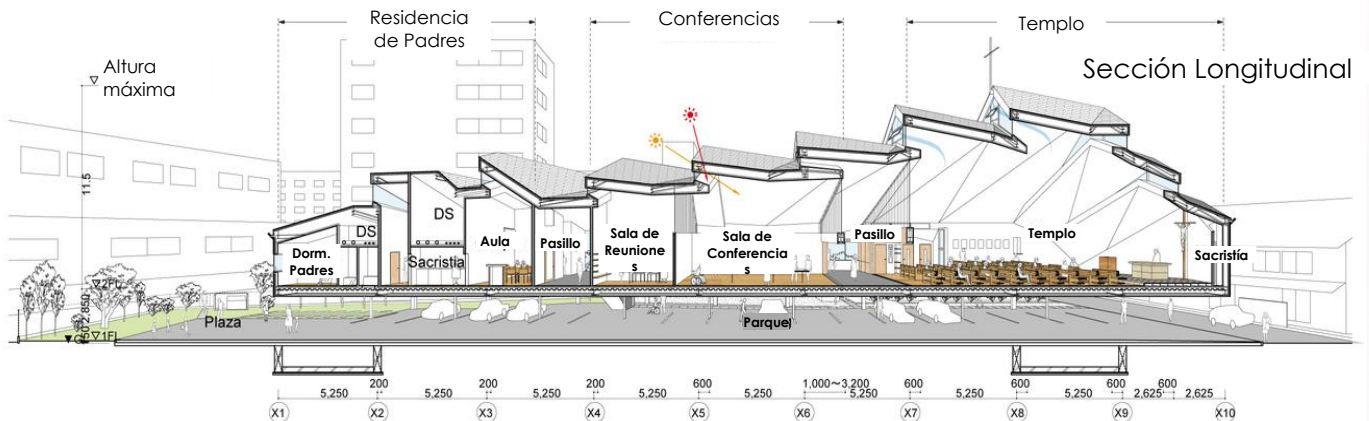 Residencia
de Padres
Conferencias
Templo
Sección Longitudinal
Altura
máxima
11.5
DS
DS
Dorm.
Padres
Sacristia
Aula
Pasillo
Sala de
Reunione
s
Sala de
Conferencia
s
Pasillo
Templo
Sacristía
2FL
2,850
1FL
Plaza
Parque
200 200 200 600 1,000～3,200 600 600 600 600
5,250 5,250 5,250 5,250 5,250 5,250 5,250 5,250 2,625 2,625
X1 X2 X3 X4 X5 X6 X7 X8 X9 X10